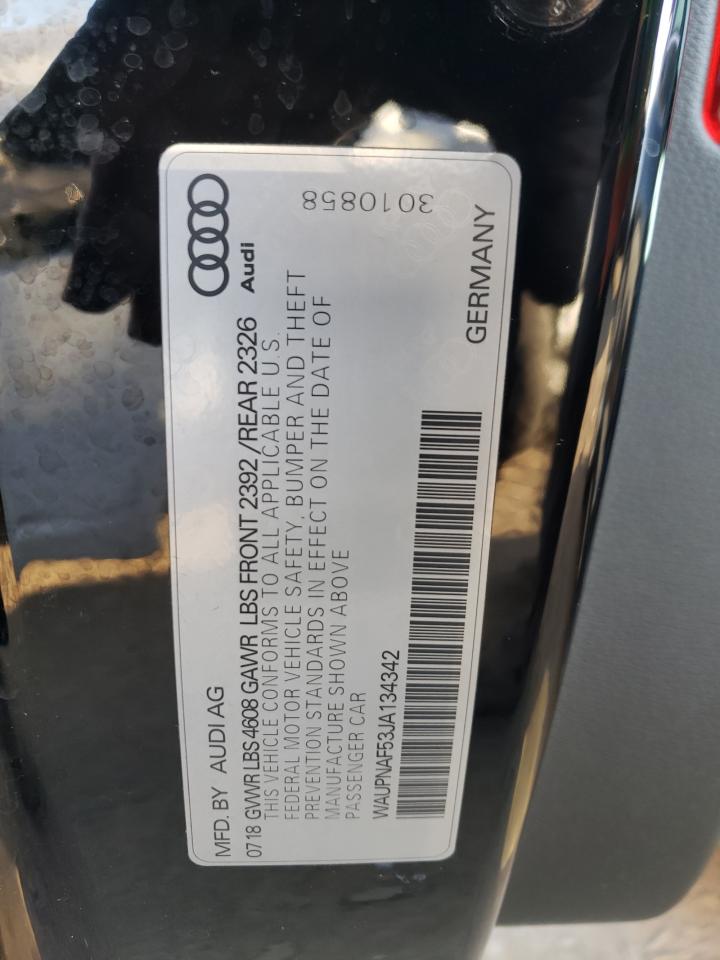 MFD. BY AUDI AG
0718 GVWR LBS 4608 GAWR LBS FRONT 2392 /REAR 2326
THIS VEHICLE CONFORMS TO ALL APPLICABLE U.S.
FEDERAL MOTOR VEHICLE SAFETY, BUMPER AND THEFT
PREVENTION STANDARDS IN EFFECT ON THE DATE OF
MANUFACTURE SHOWN ABOVE
PASSENGER CAR
WAUPNAF53JA134342
Audi
3010858
GERMANY